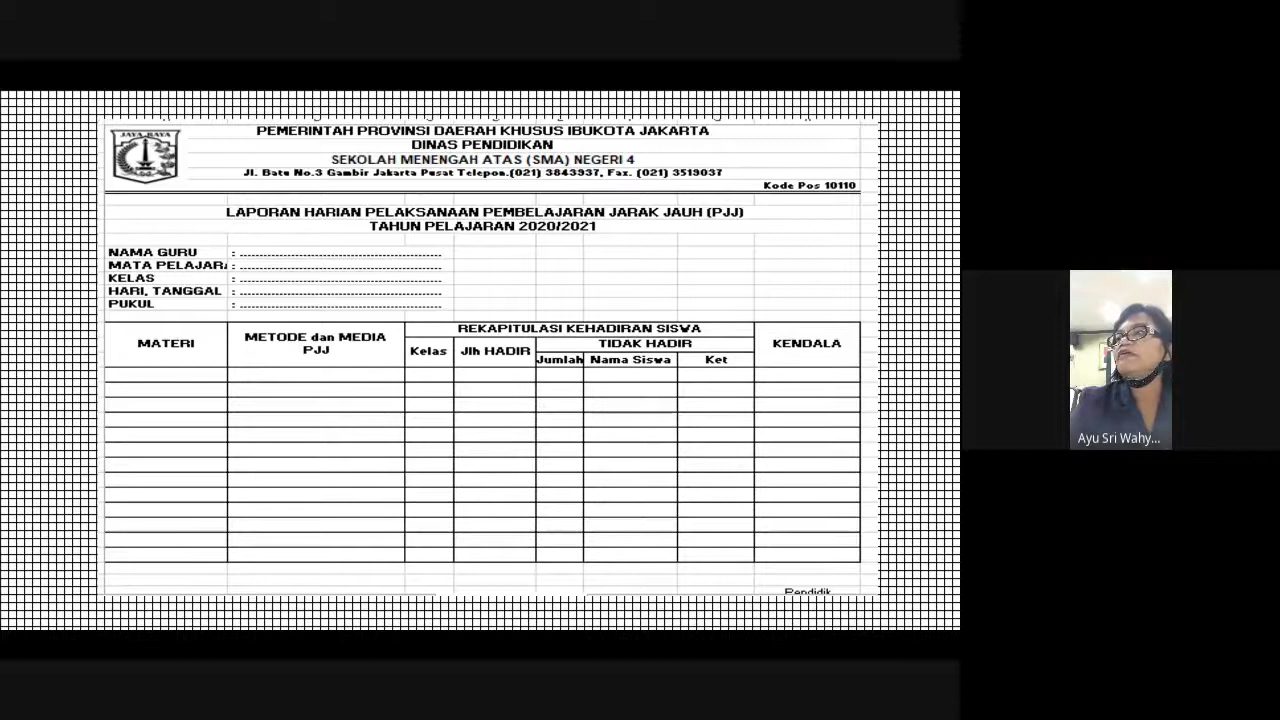 JAYA RAYA
PEMERINTAH PROVINSI DAERAH KHUSUS IBUKOTA JAKARTA
DINAS PENDIDIKAN
SEKOLAH MENENGAH ATAS (SMA) NEGERI 4
Jl. Batu No.3 Gambir Jakarta Pusat Telepon.(021) 3843937, Fax. (021) 3519037
Kode Pos 10110
LAPORAN HARIAN PELAKSANAAN PEMBELAJARAN JARAK JAUH (PJJ)
TAHUN PELAJARAN 2020/2021
NAMA GURU : ..................................................
MATA PELAJAR : ..................................................
KELAS : ..................................................
HARI, TANGGAL : ..................................................
PUKUL : ..................................................
MATERI
METODE dan MEDIA
PJJ
REKAPITULASI KEHADIRAN SISWA
Kelas
Jlh HADIR
TIDAK HADIR
Jumlah
Nama Siswa
Ket
KENDALA
Pendidik
Ayu Sri Wahy...